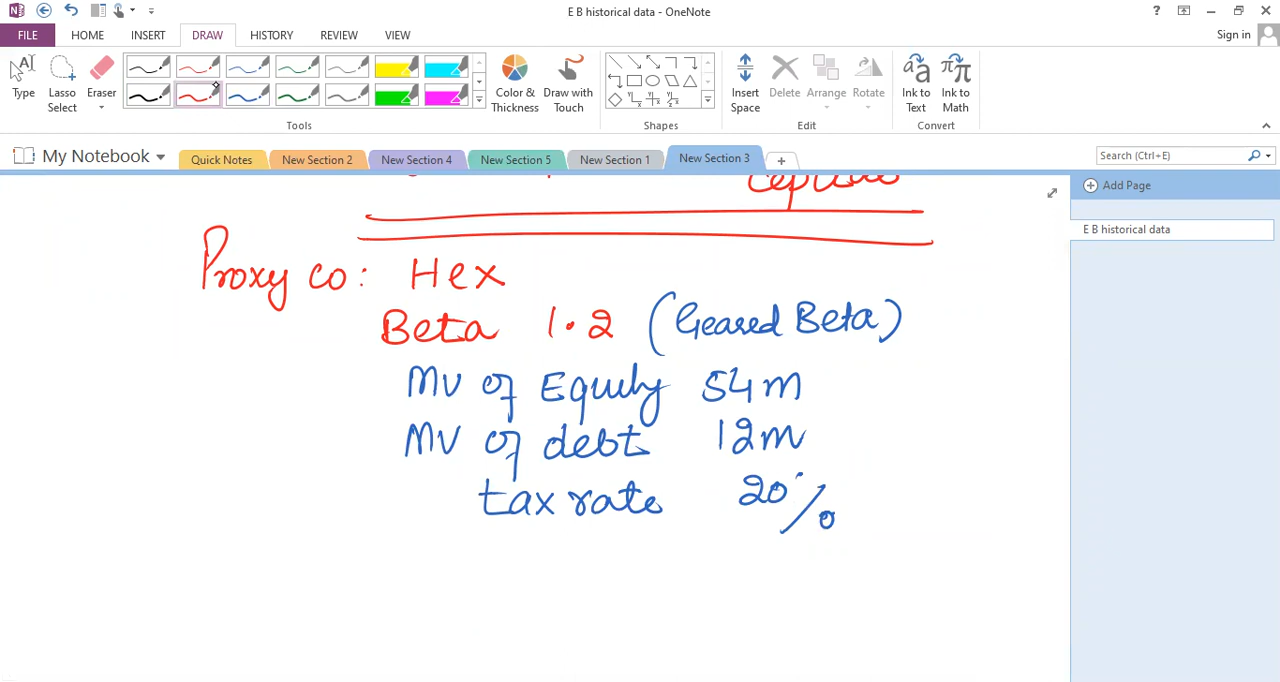 E B historical data - OneNote
Sign in
FILE HOME INSERT DRAW HISTORY REVIEW VIEW
Type Lasso Select Eraser Color & Thickness Draw with Touch Insert Space Delete Arrange Rotate Ink to Text Ink to Math
Tools Shapes Edit Convert
My Notebook Quick Notes New Section 2 New Section 4 New Section 5 New Section 1 New Section 3 Search (Ctrl+E)
Add Page
E B historical data
Proxy co: Hex
Beta 1.2 (Geared Beta)
MV of Equity 54m
MV of debt 12m
tax rate 20%